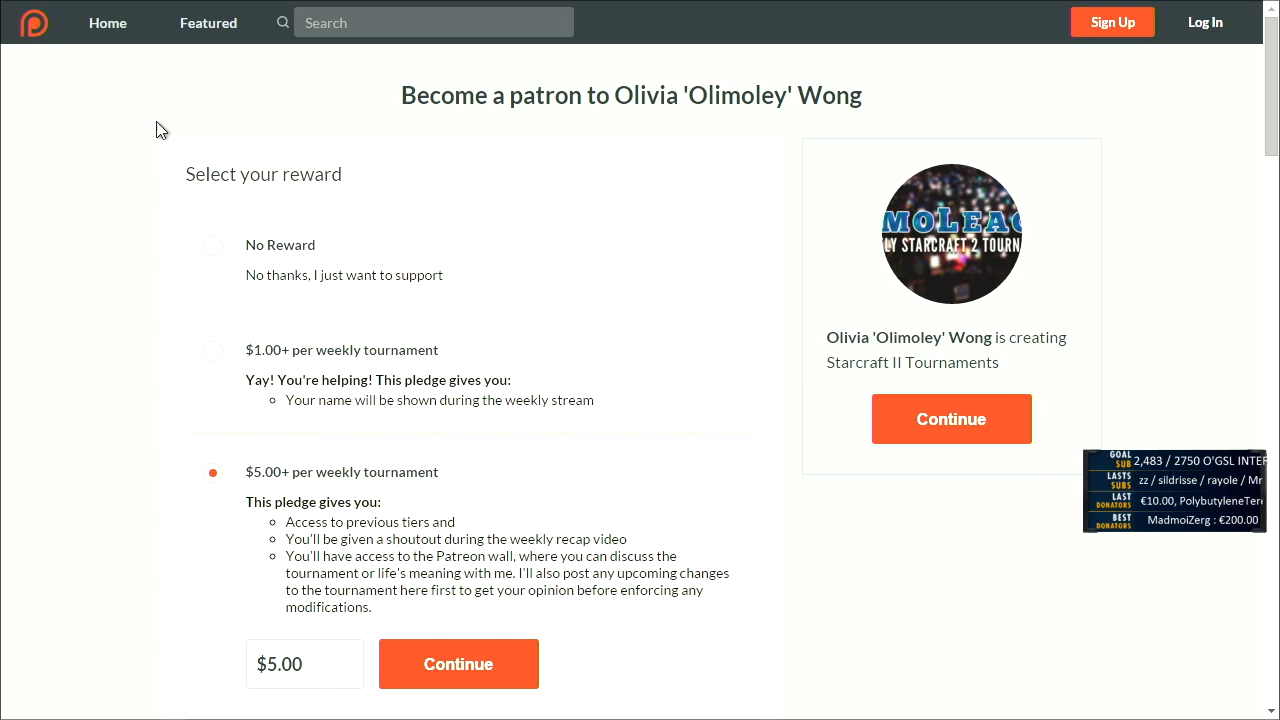 Home
Featured
Search
Sign Up
Log In
Become a patron to Olivia 'Olimoley' Wong
Select your reward
No Reward
No thanks, I just want to support
$1.00+ per weekly tournament
Yay! You're helping! This pledge gives you:
Your name will be shown during the weekly stream
$5.00+ per weekly tournament
This pledge gives you:
Access to previous tiers and
You'll be given a shoutout during the weekly recap video
You'll have access to the Patreon wall, where you can discuss the
tournament or life's meaning with me. I'll also post any upcoming changes
to the tournament here first to get your opinion before enforcing any
modifications.
$5.00
Continue
MOLEAG
LY STARCRAFT 2 TOURN
Olivia 'Olimoley' Wong is creating
Starcraft II Tournaments
Continue
GOAL SUB 2,483 / 2750 O'GSL INTER
LASTS SUBS zz / sildrisse / rayole / Mr
LAST DONATORS €10.00, PolybutyleneTere
BEST DONATORS MadmoiZerg : €200.00